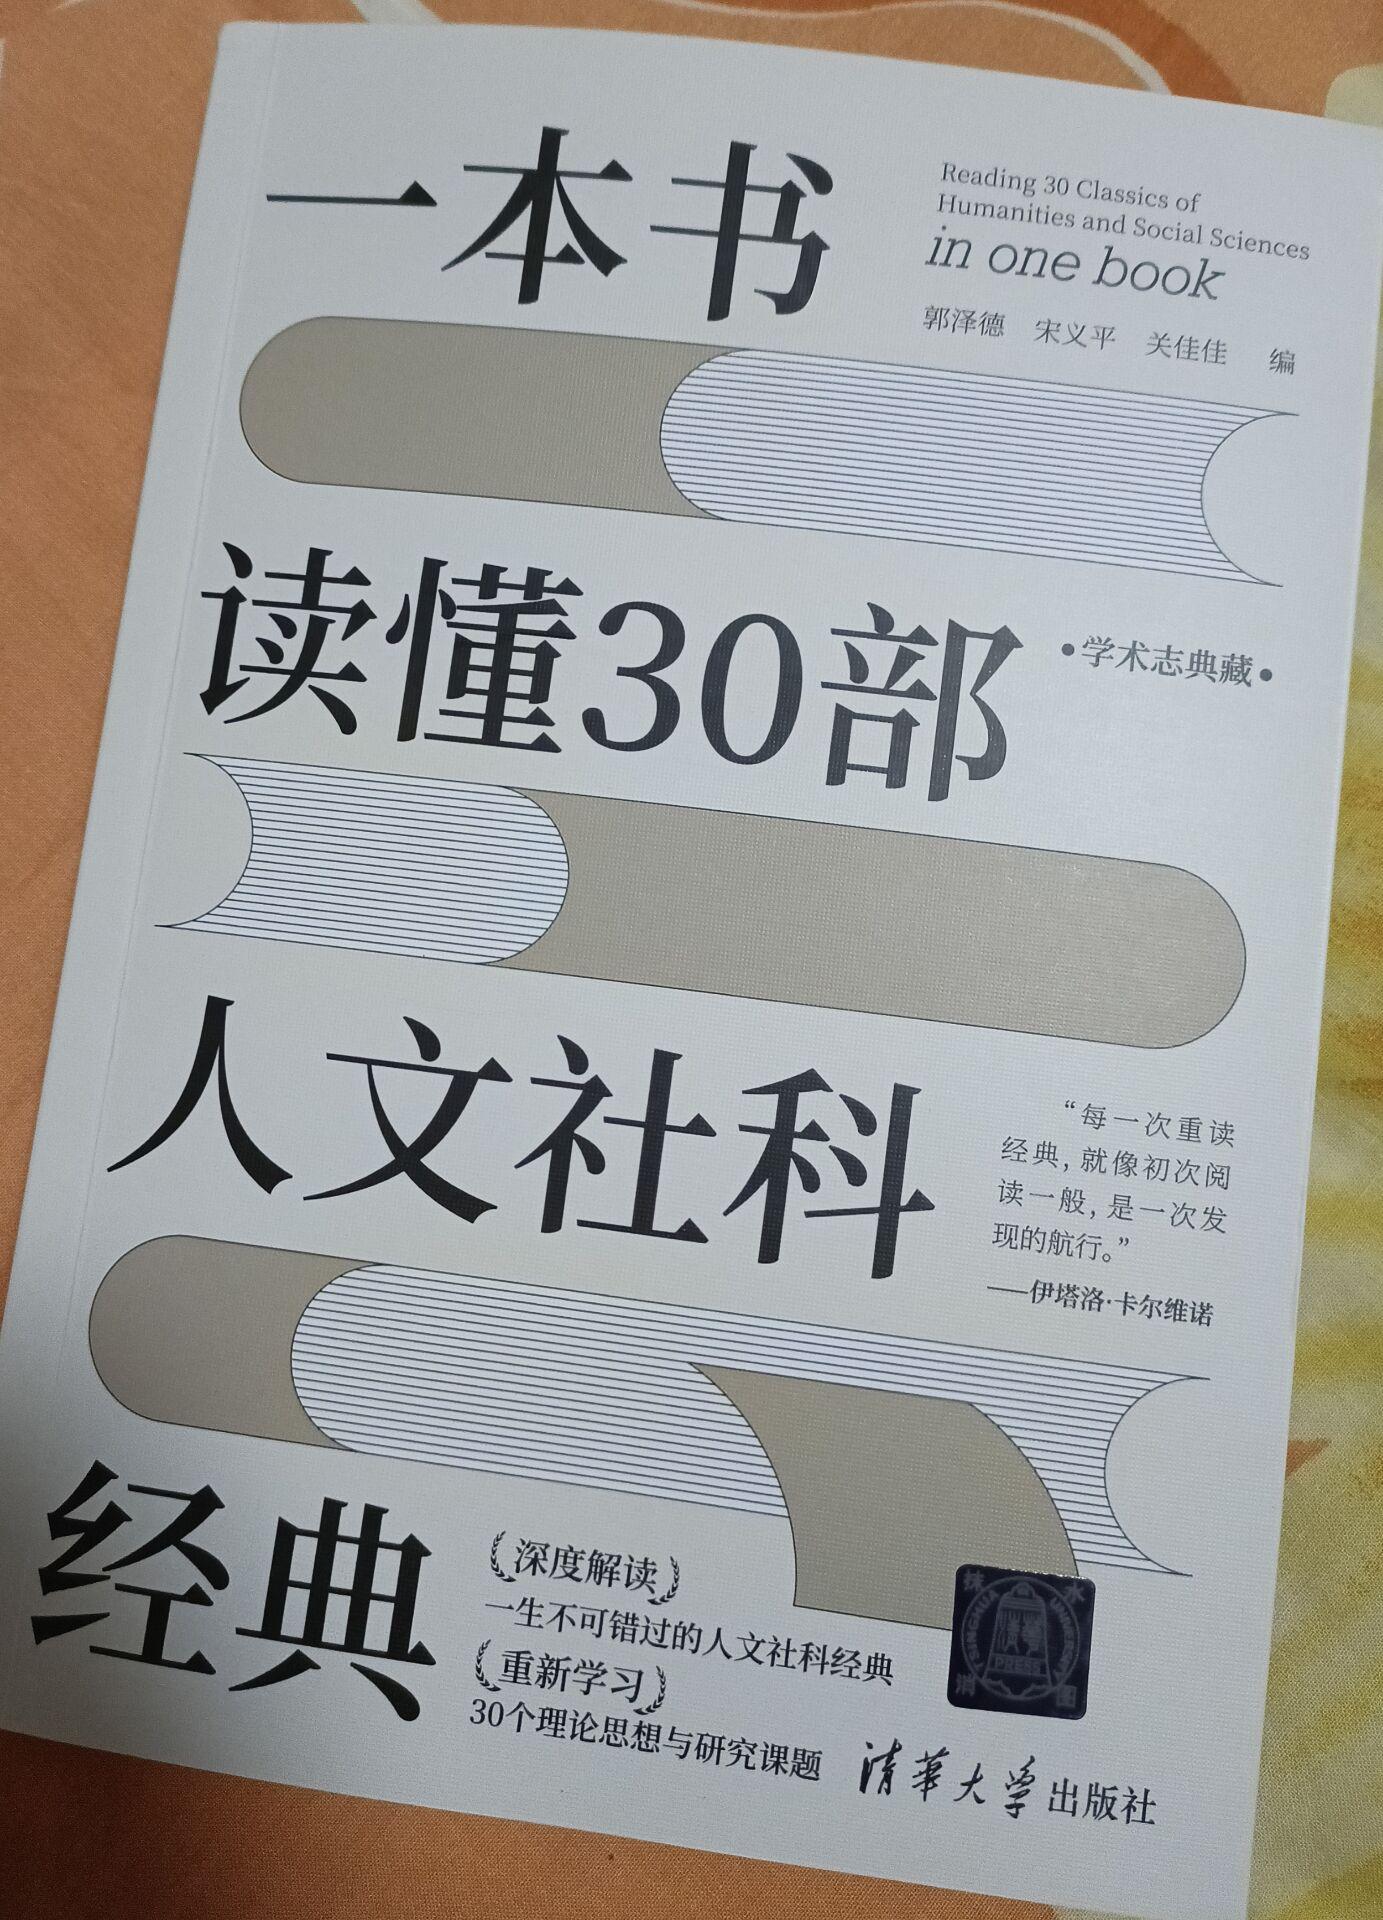 一本书
Reading 30 Classics of
Humanities and Social Sciences
in one book
郭泽德 宋义平 关佳佳 编
读懂30部
•学术志典藏•
人文社科
“每一次重读
经典，就像初次阅
读一般，是一次发
现的航行。”
——伊塔洛·卡尔维诺
经典
深度解读
一生不可错过的人文社科经典
重新学习
30个理论思想与研究课题
清華大学出版社
TSINGHUA UNIVERSITY
PRESS